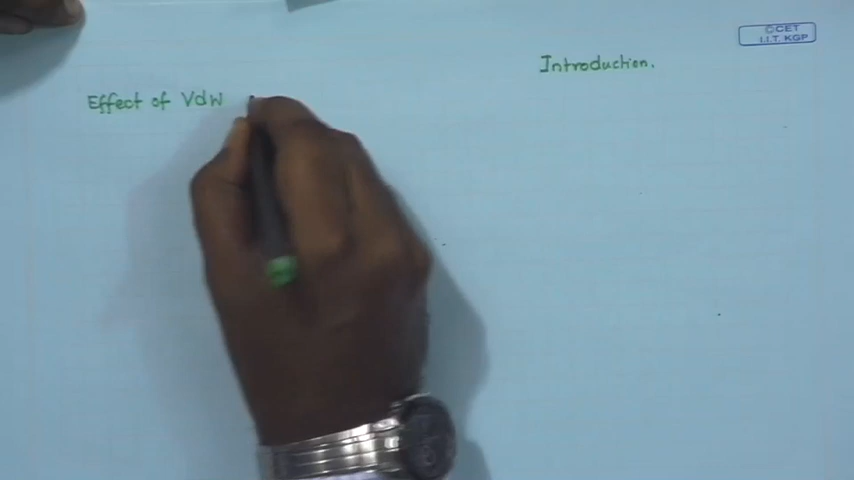 ©CET
I.I.T. KGP
Introduction.
Effect of Vdw